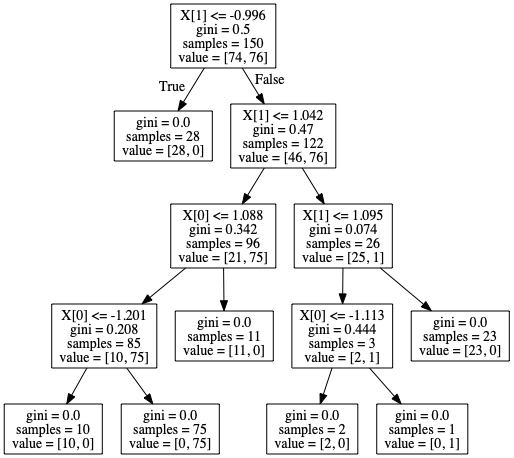 X[1] <= -0.996
gini = 0.5
samples = 150
value = [74, 76]
True
False
gini = 0.0
samples = 28
value = [28, 0]
X[1] <= 1.042
gini = 0.47
samples = 122
value = [46, 76]
X[0] <= 1.088
gini = 0.342
samples = 96
value = [21, 75]
X[1] <= 1.095
gini = 0.074
samples = 26
value = [25, 1]
X[0] <= -1.201
gini = 0.208
samples = 85
value = [10, 75]
gini = 0.0
samples = 11
value = [11, 0]
X[0] <= -1.113
gini = 0.444
samples = 3
value = [2, 1]
gini = 0.0
samples = 23
value = [23, 0]
gini = 0.0
samples = 10
value = [10, 0]
gini = 0.0
samples = 75
value = [0, 75]
gini = 0.0
samples = 2
value = [2, 0]
gini = 0.0
samples = 1
value = [0, 1]